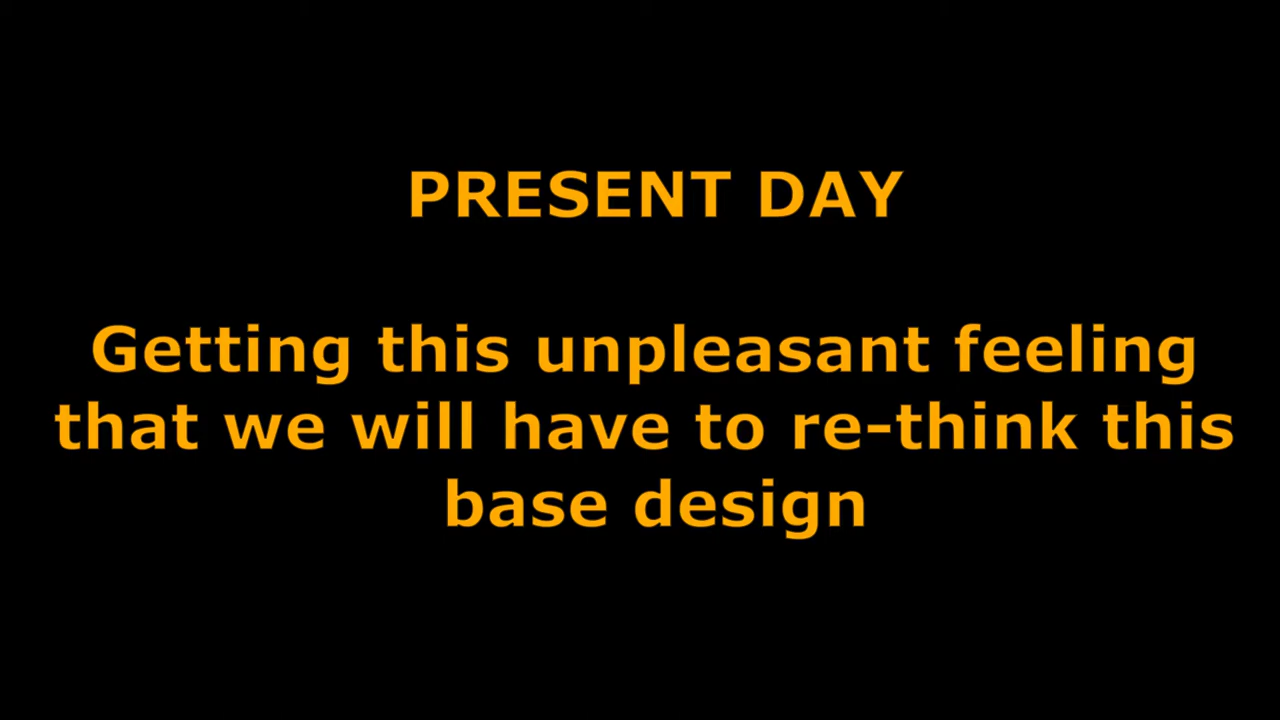 PRESENT DAY
Getting this unpleasant feeling
that we will have to re-think this
base design